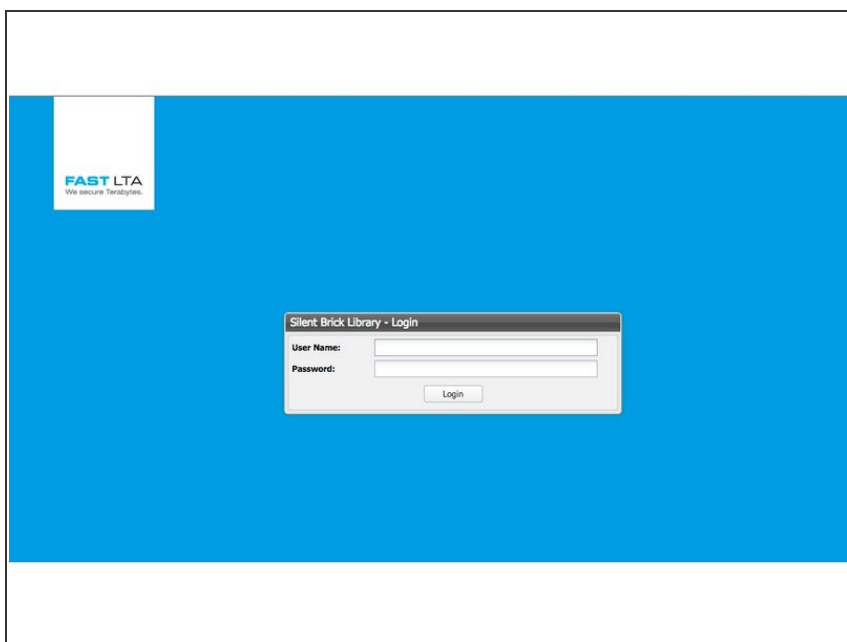 FAST LTA
We secure Terabytes.
Silent Brick Library - Login
User Name:
Password:
Login